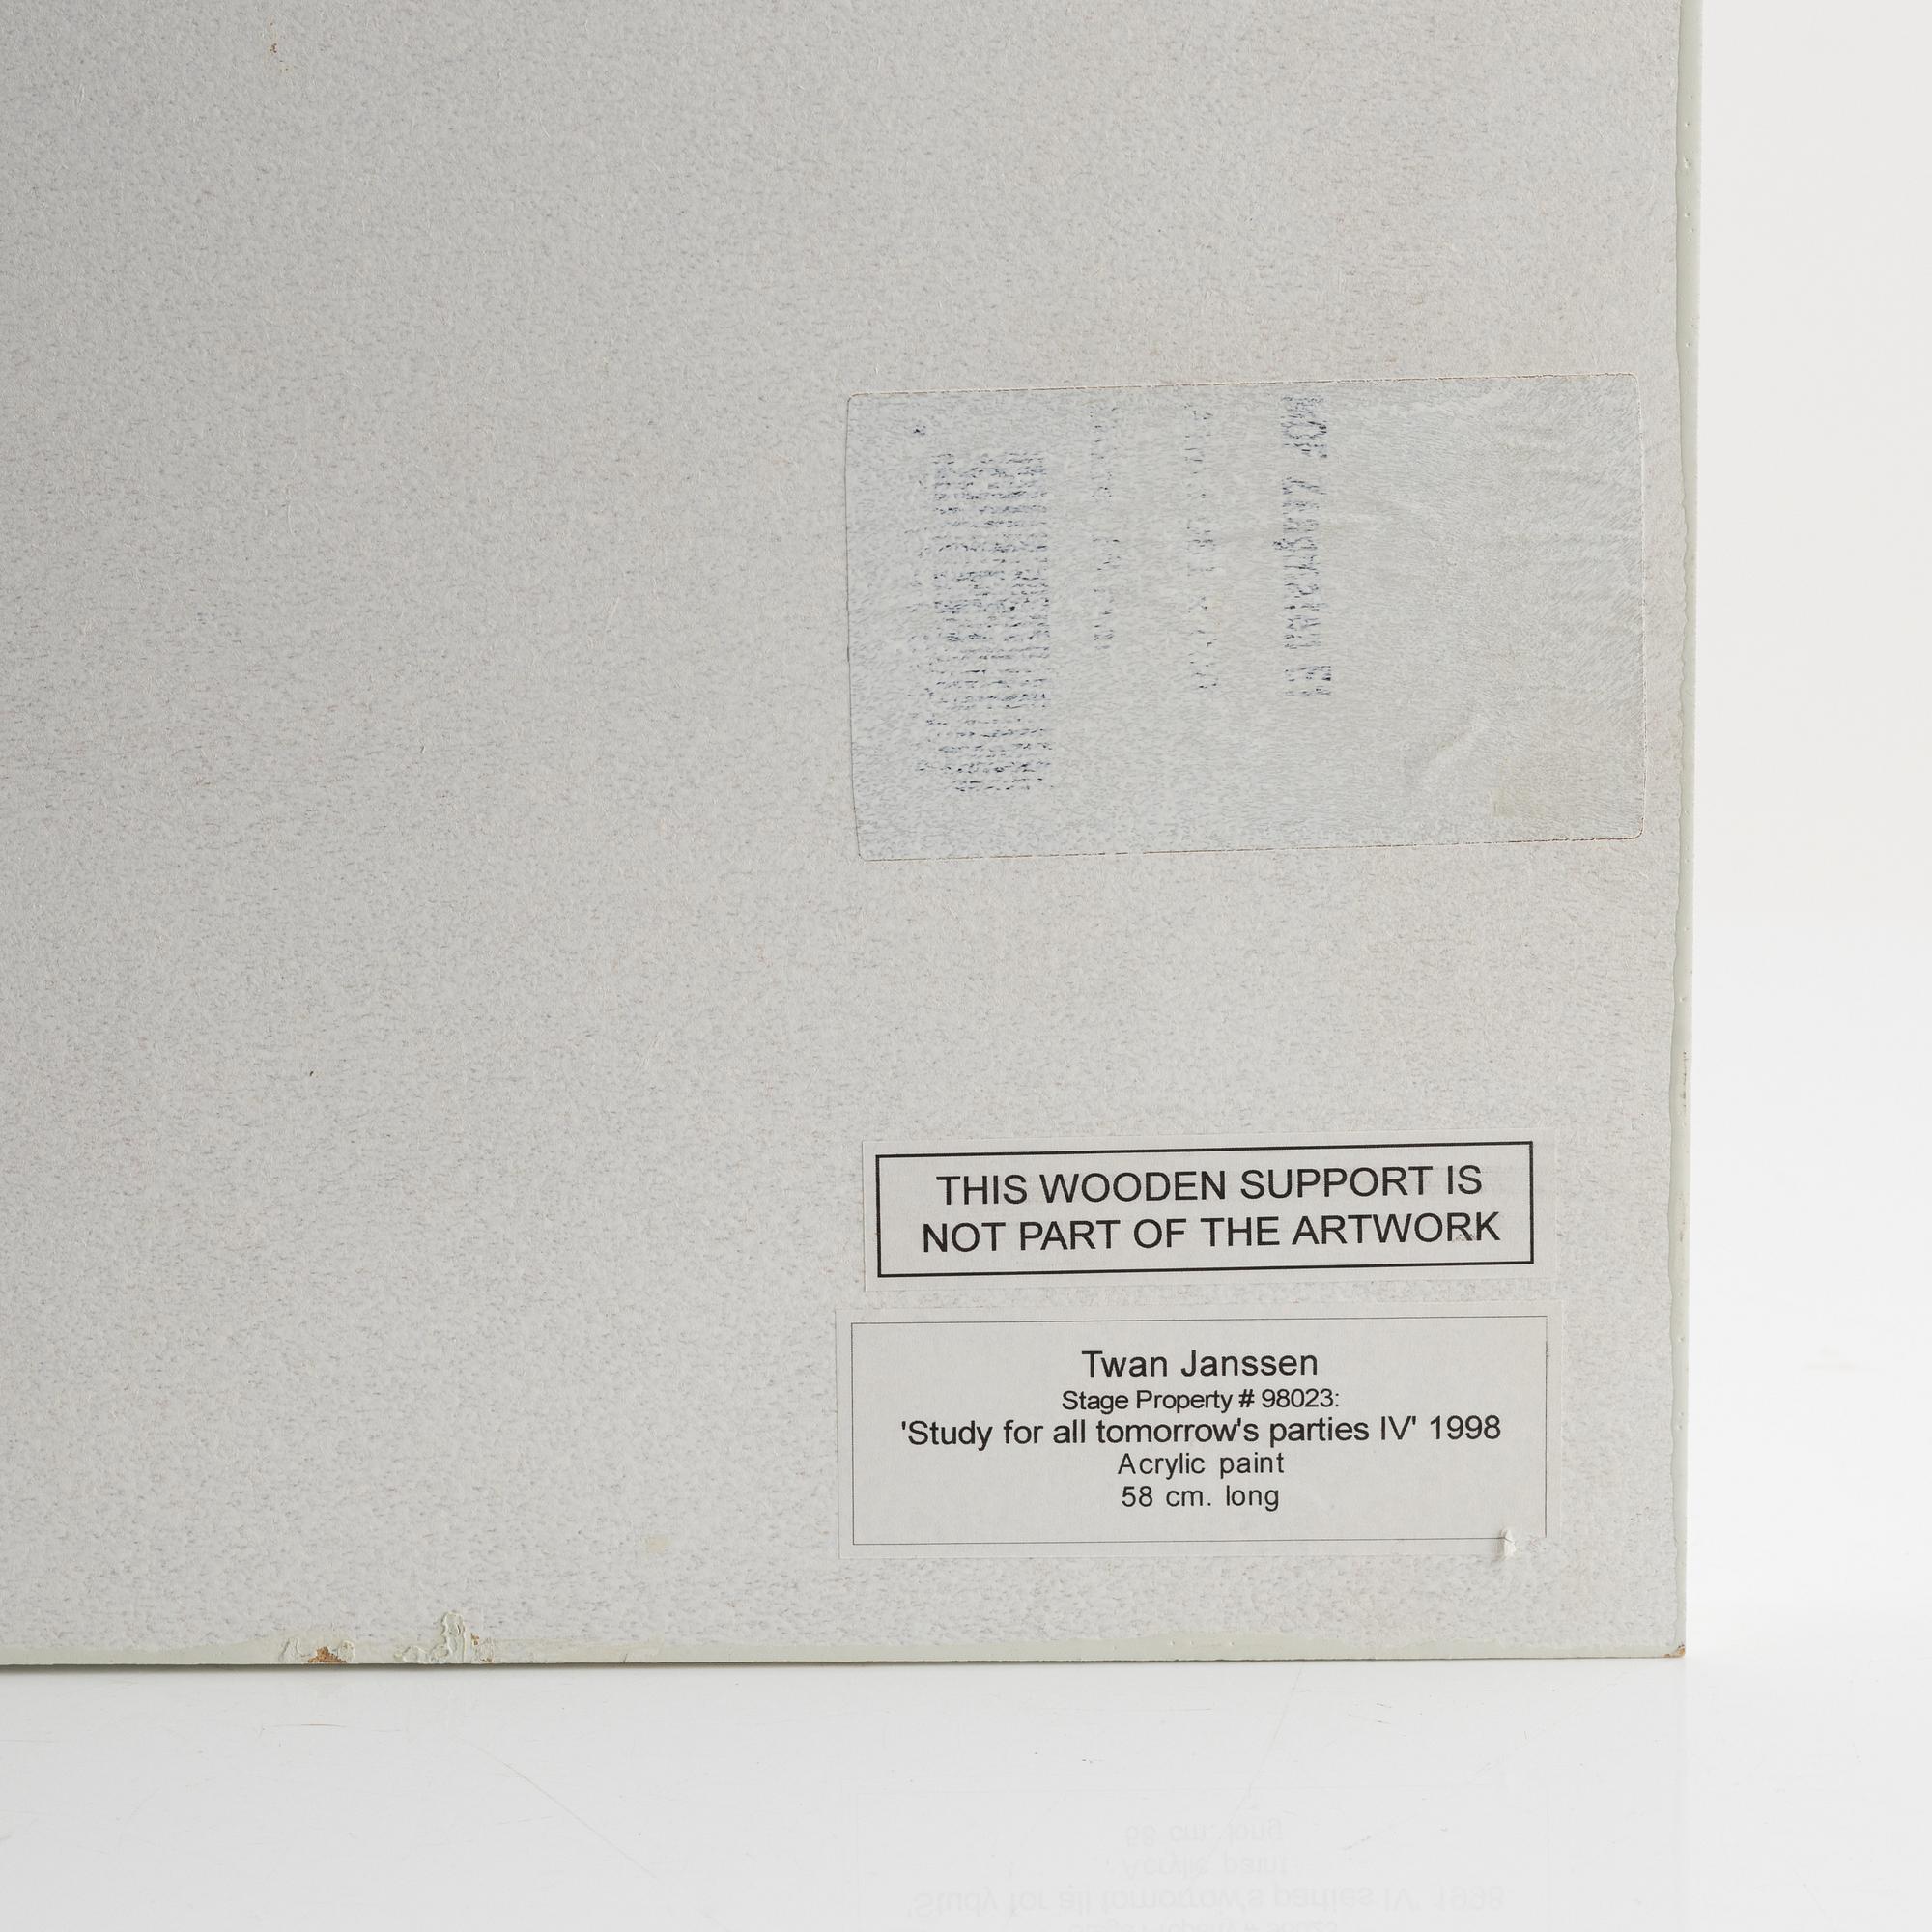 THIS WOODEN SUPPORT IS
NOT PART OF THE ARTWORK
Twan Janssen
Stage Property # 98023:
'Study for all tomorrow's parties IV' 1998
Acrylic paint
58 cm. long